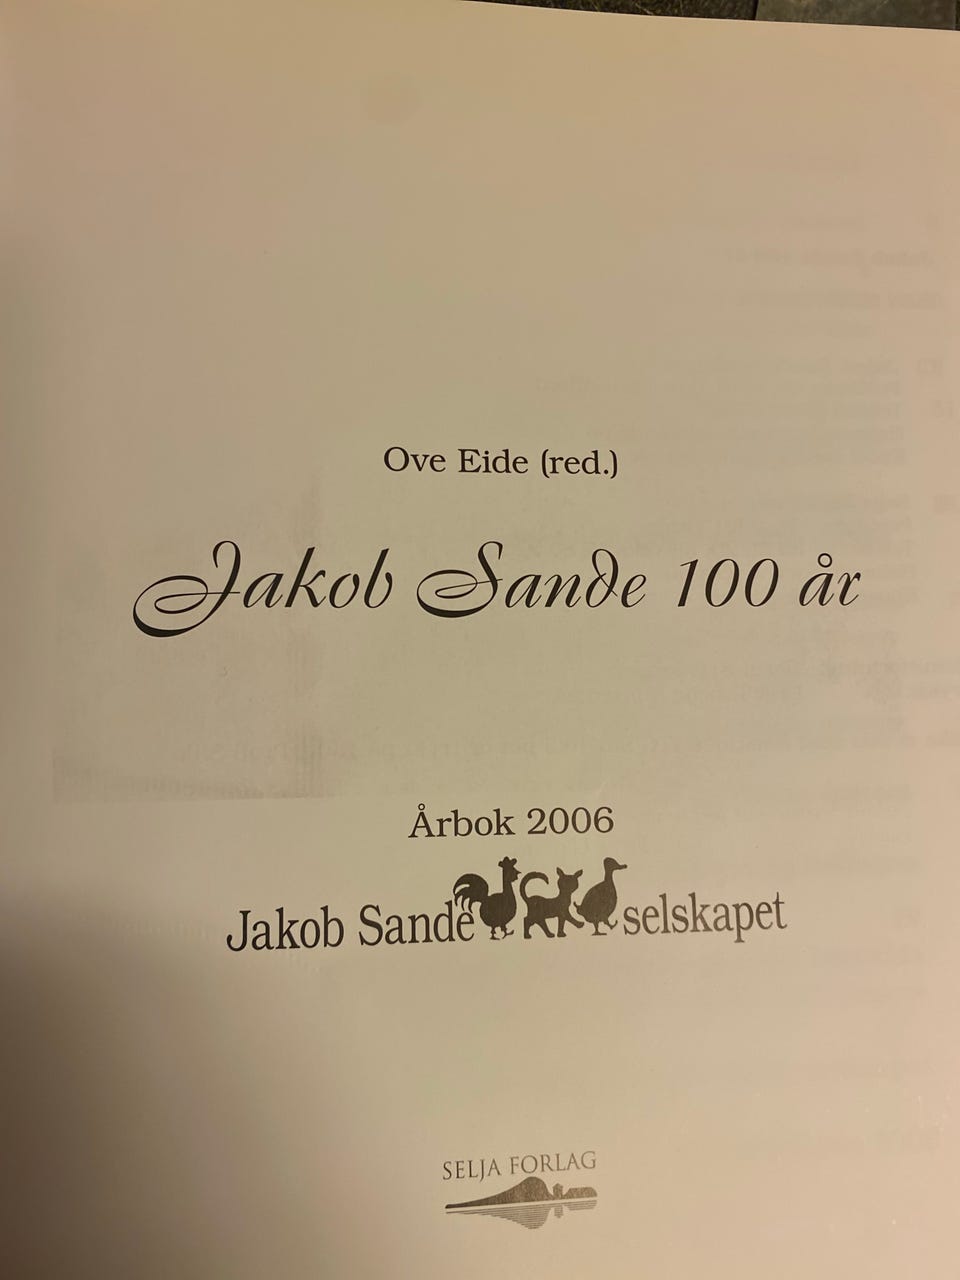 Ove Eide (red.)
Jakob Sande 100 år
Årbok 2006
Jakob Sande selskapet
SELJA FORLAG